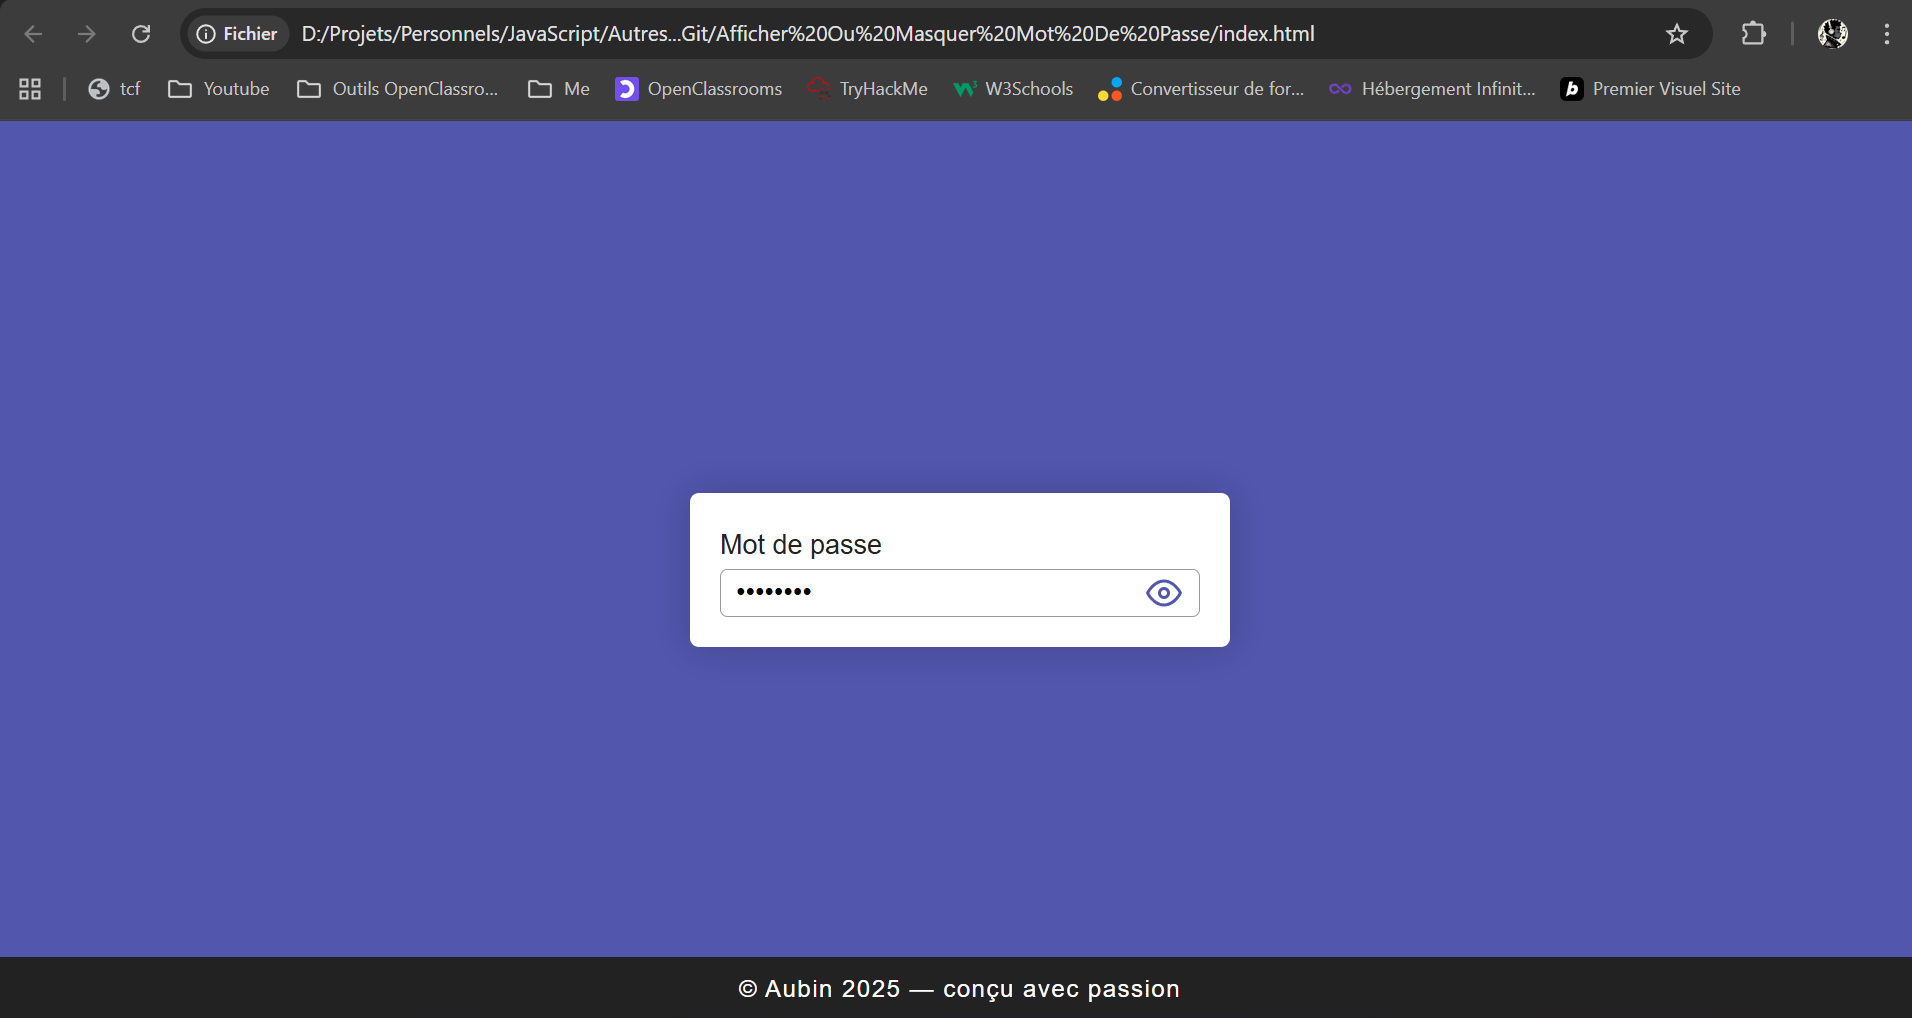 Fichier D:/Projets/Personnels/JavaScript/Autres...Git/Afficher%20Ou%20Masquer%20Mot%20De%20Passe/index.html
tcf Youtube Outils OpenClassro... Me OpenClassrooms TryHackMe W3Schools Convertisseur de for... Hébergement Infinit... Premier Visuel Site
Mot de passe
••••••••
© Aubin 2025 — conçu avec passion